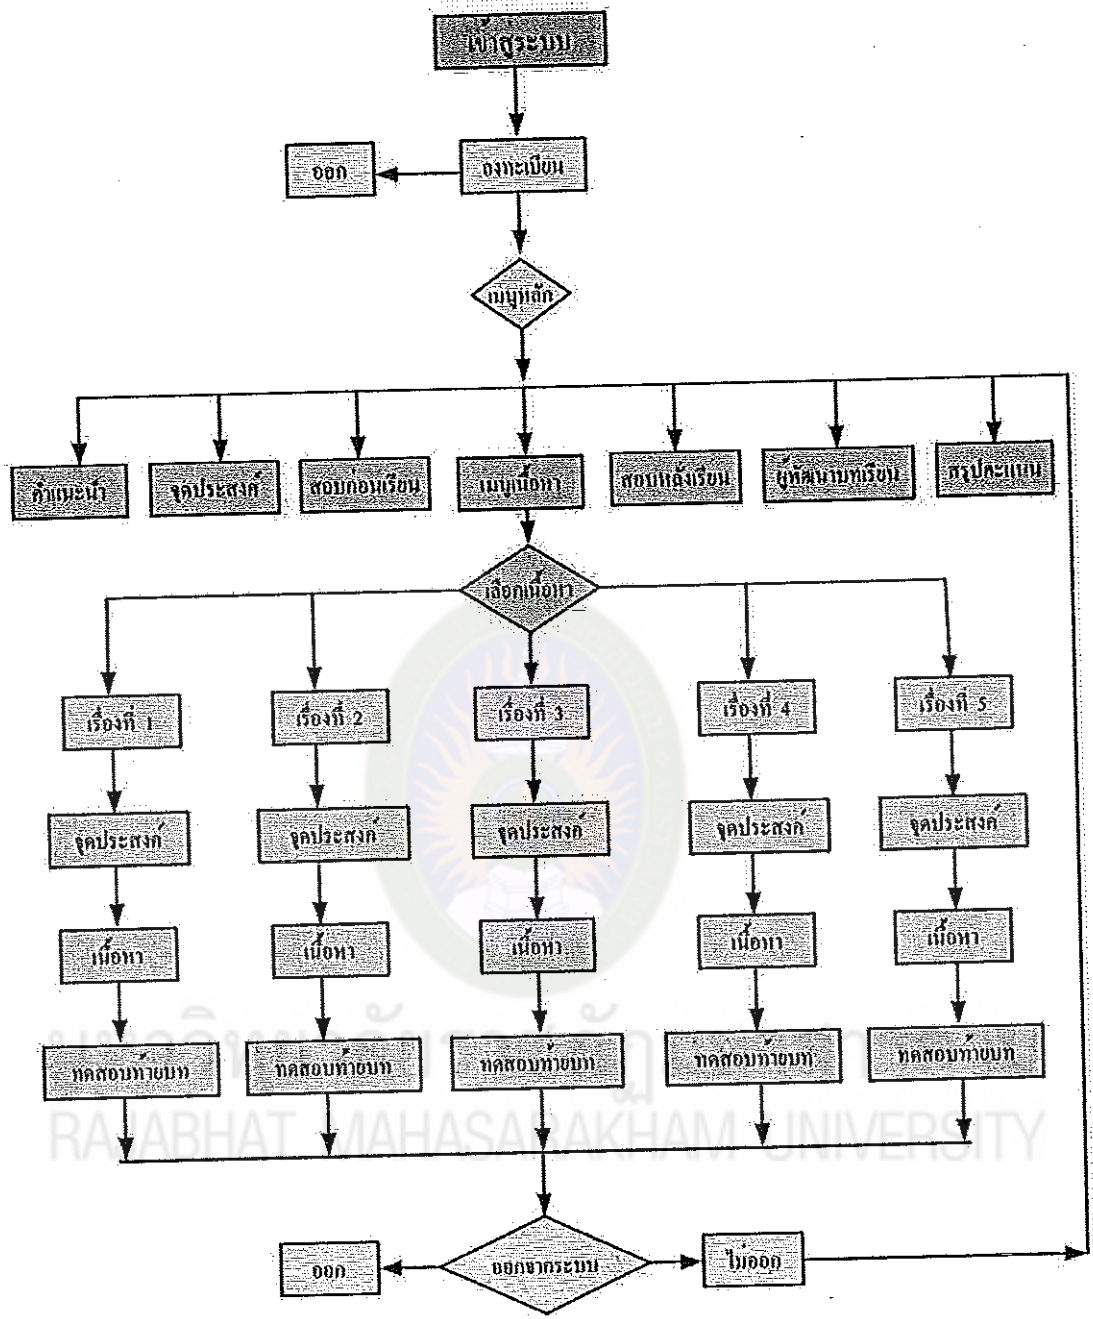 เข้าสู่ระบบ
ออก
ลงทะเบียน
เมนูหลัก
คำแนะนำ
จุดประสงค์
สอบก่อนเรียน
เมนูเนื้อหา
สอบหลังเรียน
ผู้พัฒนาบทเรียน
สรุปคะแนน
เลือกเนื้อหา
เรื่องที่ 1
เรื่องที่ 2
เรื่องที่ 3
เรื่องที่ 4
เรื่องที่ 5
จุดประสงค์
จุดประสงค์
จุดประสงค์
จุดประสงค์
จุดประสงค์
เนื้อหา
เนื้อหา
เนื้อหา
เนื้อหา
เนื้อหา
ทดสอบท้ายบท
ทดสอบท้ายบท
ทดสอบท้ายบท
ทดสอบท้ายบท
ทดสอบท้ายบท
RAJABHAT MAHASARAKHAM UNIVERSITY
ออก
ออกจากระบบ
ไม่ออก